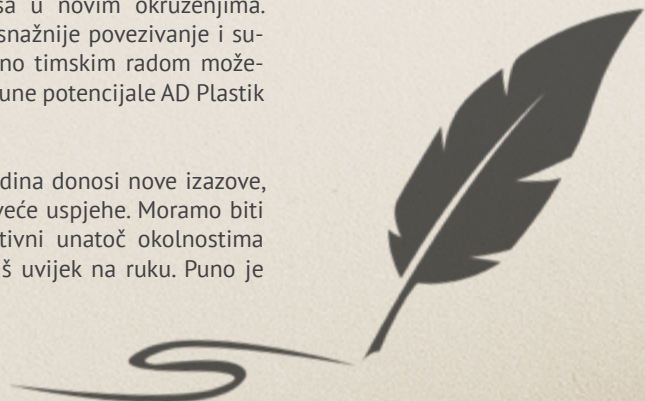 sa u novim okruženjima.
snažnije povezivanje i su-
no timskim radom može-
une potencijale AD Plastik
dina donosi nove izazove,
veće uspjehe. Moramo biti
tivni unatoč okolnostima
š uvijek na ruku. Puno je